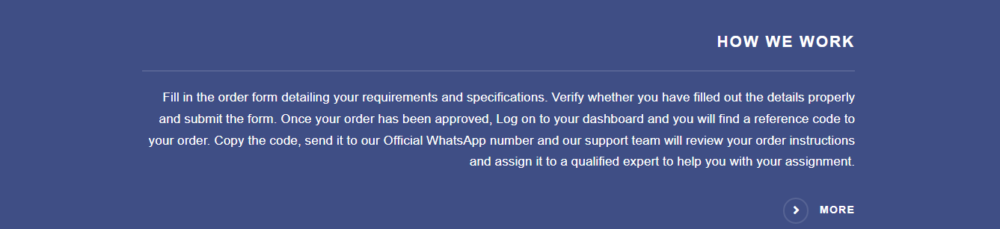 HOW WE WORK
Fill in the order form detailing your requirements and specifications. Verify whether you have filled out the details properly
and submit the form. Once your order has been approved, Log on to your dashboard and you will find a reference code to
your order. Copy the code, send it to our Official WhatsApp number and our support team will review your order instructions
and assign it to a qualified expert to help you with your assignment.
MORE